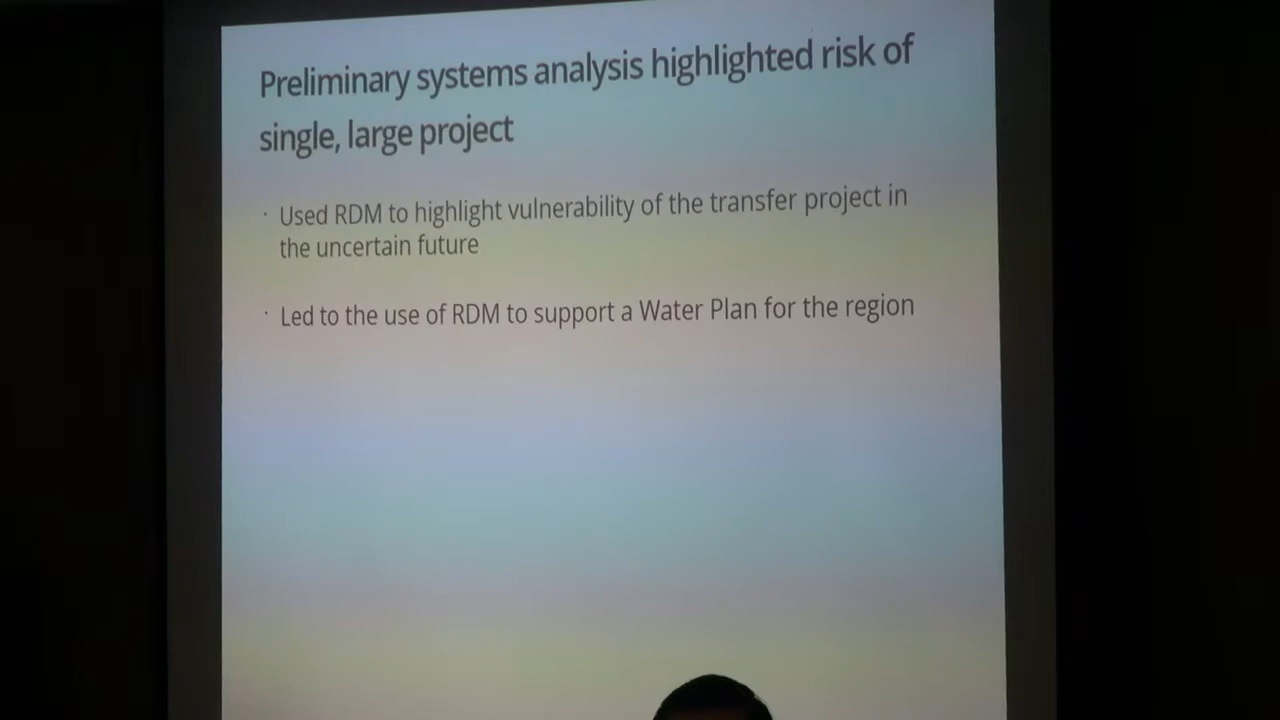 Preliminary systems analysis highlighted risk of
single, large project
· Used RDM to highlight vulnerability of the transfer project in
the uncertain future
· Led to the use of RDM to support a Water Plan for the region